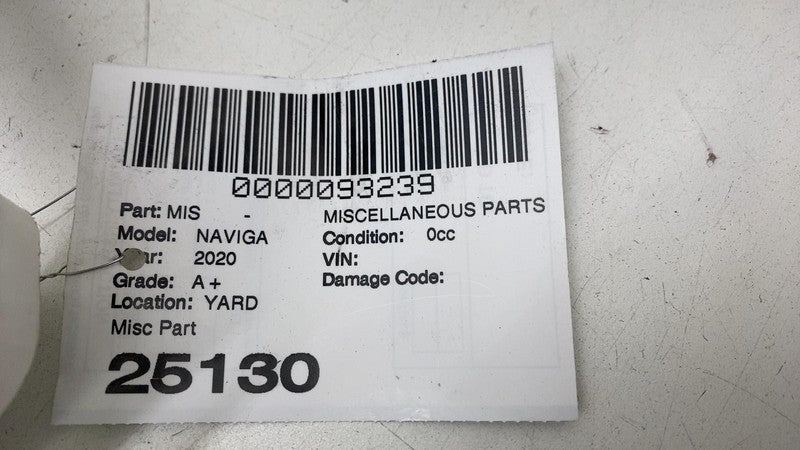 0000093239
Part: MIS - MISCELLANEOUS PARTS
Model: NAVIGA Condition: 0cc
Year: 2020 VIN:
Grade: A+ Damage Code:
Location: YARD
Misc Part
25130